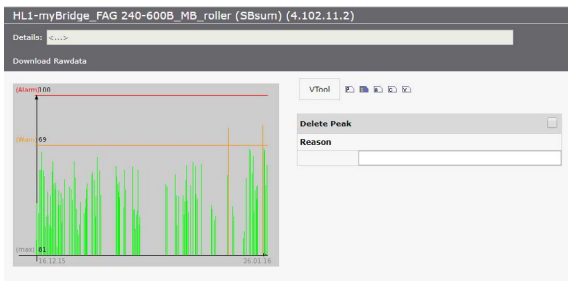 HL1-myBridge_FAG 240-600B_MB_roller (SBsum) (4.102.11.2)
Details: <...>
Download Rawdata
(Alarm)100
VTool
Delete Peak
Reason
69
(max) 81
16.12.15
26.01.16